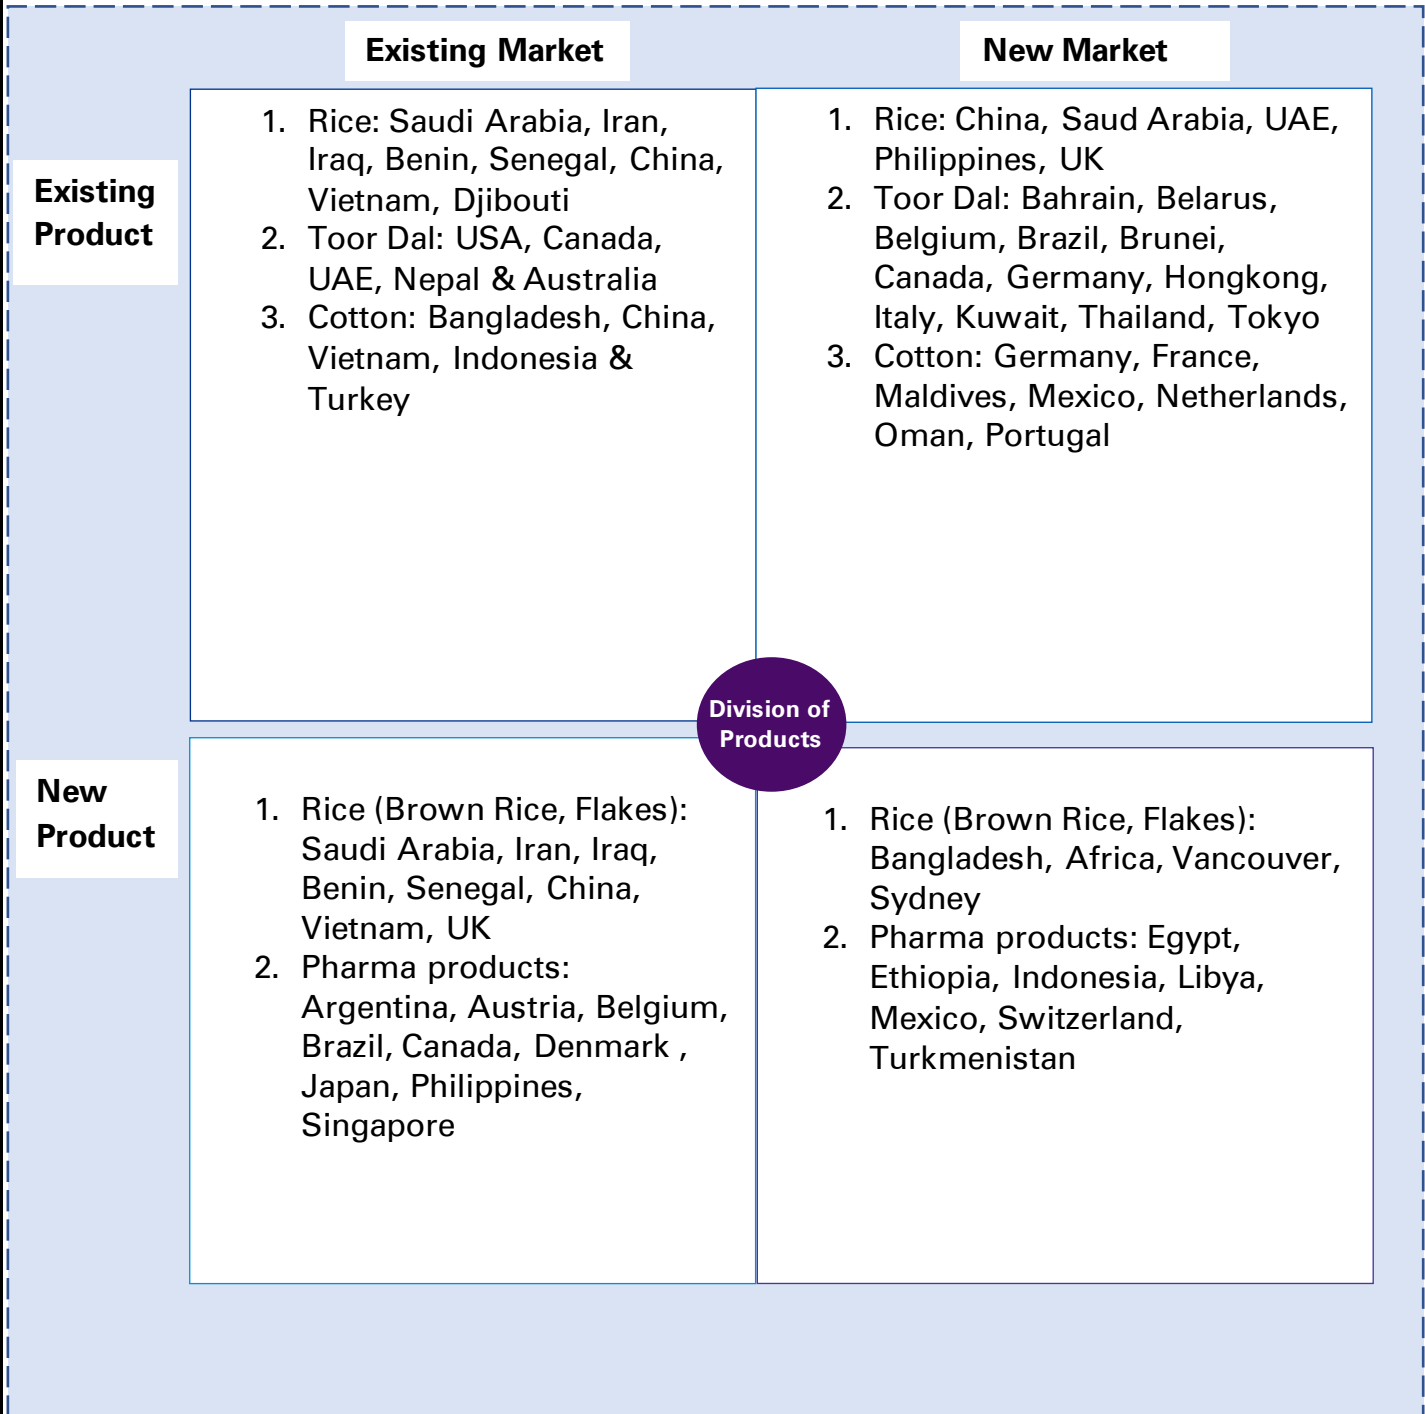 Existing Market
New Market
Existing
Product
1. Rice: Saudi Arabia, Iran,
Iraq, Benin, Senegal, China,
Vietnam, Djibouti
2. Toor Dal: USA, Canada,
UAE, Nepal & Australia
3. Cotton: Bangladesh, China,
Vietnam, Indonesia &
Turkey
1. Rice: China, Saud Arabia, UAE,
Philippines, UK
2. Toor Dal: Bahrain, Belarus,
Belgium, Brazil, Brunei,
Canada, Germany, Hongkong,
Italy, Kuwait, Thailand, Tokyo
3. Cotton: Germany, France,
Maldives, Mexico, Netherlands,
Oman, Portugal
Division of
Products
New
Product
1. Rice (Brown Rice, Flakes):
Saudi Arabia, Iran, Iraq,
Benin, Senegal, China,
Vietnam, UK
2. Pharma products:
Argentina, Austria, Belgium,
Brazil, Canada, Denmark ,
Japan, Philippines,
Singapore
1. Rice (Brown Rice, Flakes):
Bangladesh, Africa, Vancouver,
Sydney
2. Pharma products: Egypt,
Ethiopia, Indonesia, Libya,
Mexico, Switzerland,
Turkmenistan